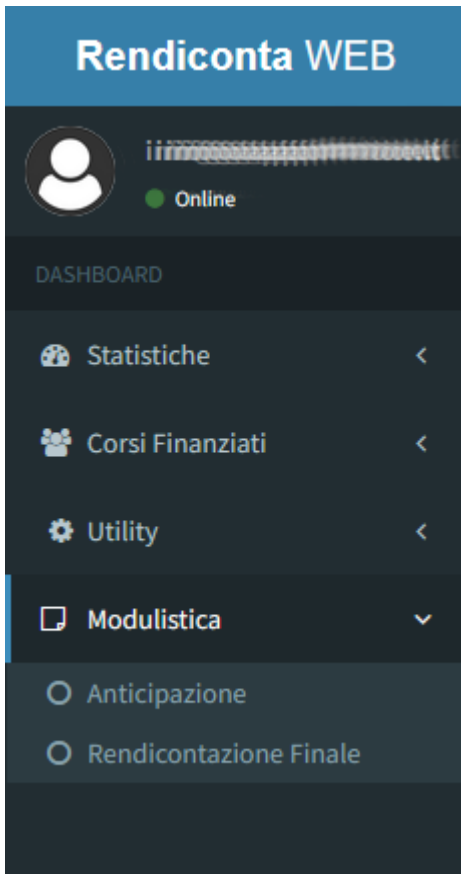 Rendiconta WEB
Online
DASHBOARD
Statistiche
Corsi Finanziati
Utility
Modulistica
Anticipazione
Rendicontazione Finale